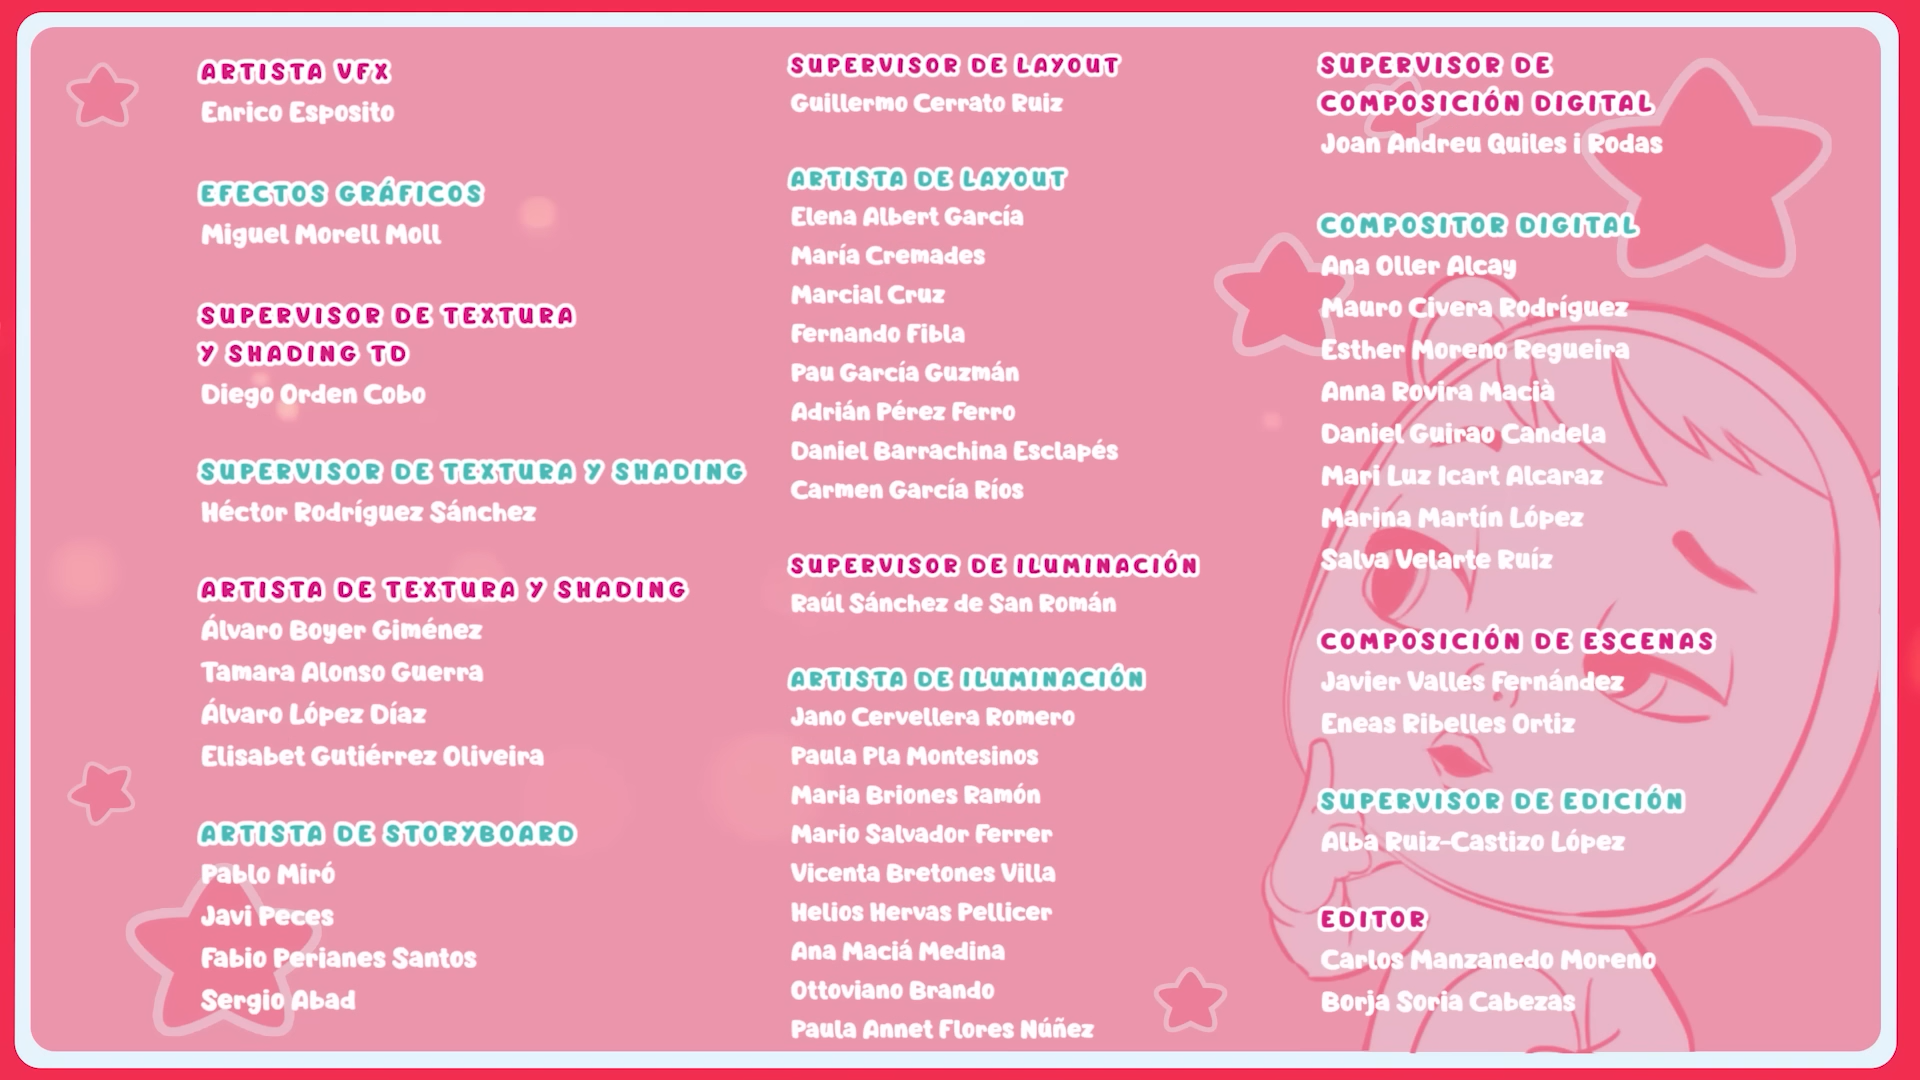 ARTISTA VFX
Enrico Esposito
EFECTOS GRÁFICOS
Miguel Morell Moll
SUPERVISOR DE TEXTURA
Y SHADING TD
Diego Orden Cobo
SUPERVISOR DE TEXTURA Y SHADING
Héctor Rodríguez Sánchez
ARTISTA DE TEXTURA Y SHADING
Álvaro Boyer Giménez
Tamara Alonso Guerra
Álvaro López Díaz
Elisabet Gutiérrez Oliveira
ARTISTA DE STORYBOARD
Pablo Miró
Javi Peces
Fabio Perianes Santos
Sergio Abad
SUPERVISOR DE LAYOUT
Guillermo Cerrato Ruiz
ARTISTA DE LAYOUT
Elena Albert García
María Cremades
Marcial Cruz
Fernando Fibla
Pau García Guzmán
Adrián Pérez Ferro
Daniel Barrachina Esclapés
Carmen García Ríos
SUPERVISOR DE ILUMINACIÓN
Raúl Sánchez de San Román
ARTISTA DE ILUMINACIÓN
Jano Cervellera Romero
Paula Pla Montesinos
Maria Briones Ramón
Mario Salvador Ferrer
Vicenta Bretones Villa
Helios Hervas Pellicer
Ana Maciá Medina
Ottoviano Brando
Paula Annet Flores Núñez
SUPERVISOR DE
COMPOSICIÓN DIGITAL
Joan Andreu Quiles i Rodas
COMPOSITOR DIGITAL
Ana Oller Alcay
Mauro Civera Rodríguez
Esther Moreno Regueira
Anna Rovira Macià
Daniel Guirao Candela
Mari Luz Icart Alcaraz
Marina Martín López
Salva Velarte Ruíz
COMPOSICIÓN DE ESCENAS
Javier Valles Fernández
Eneas Ribelles Ortiz
SUPERVISOR DE EDICIÓN
Alba Ruiz-Castizo López
EDITOR
Carlos Manzanedo Moreno
Borja Soria Cabezas